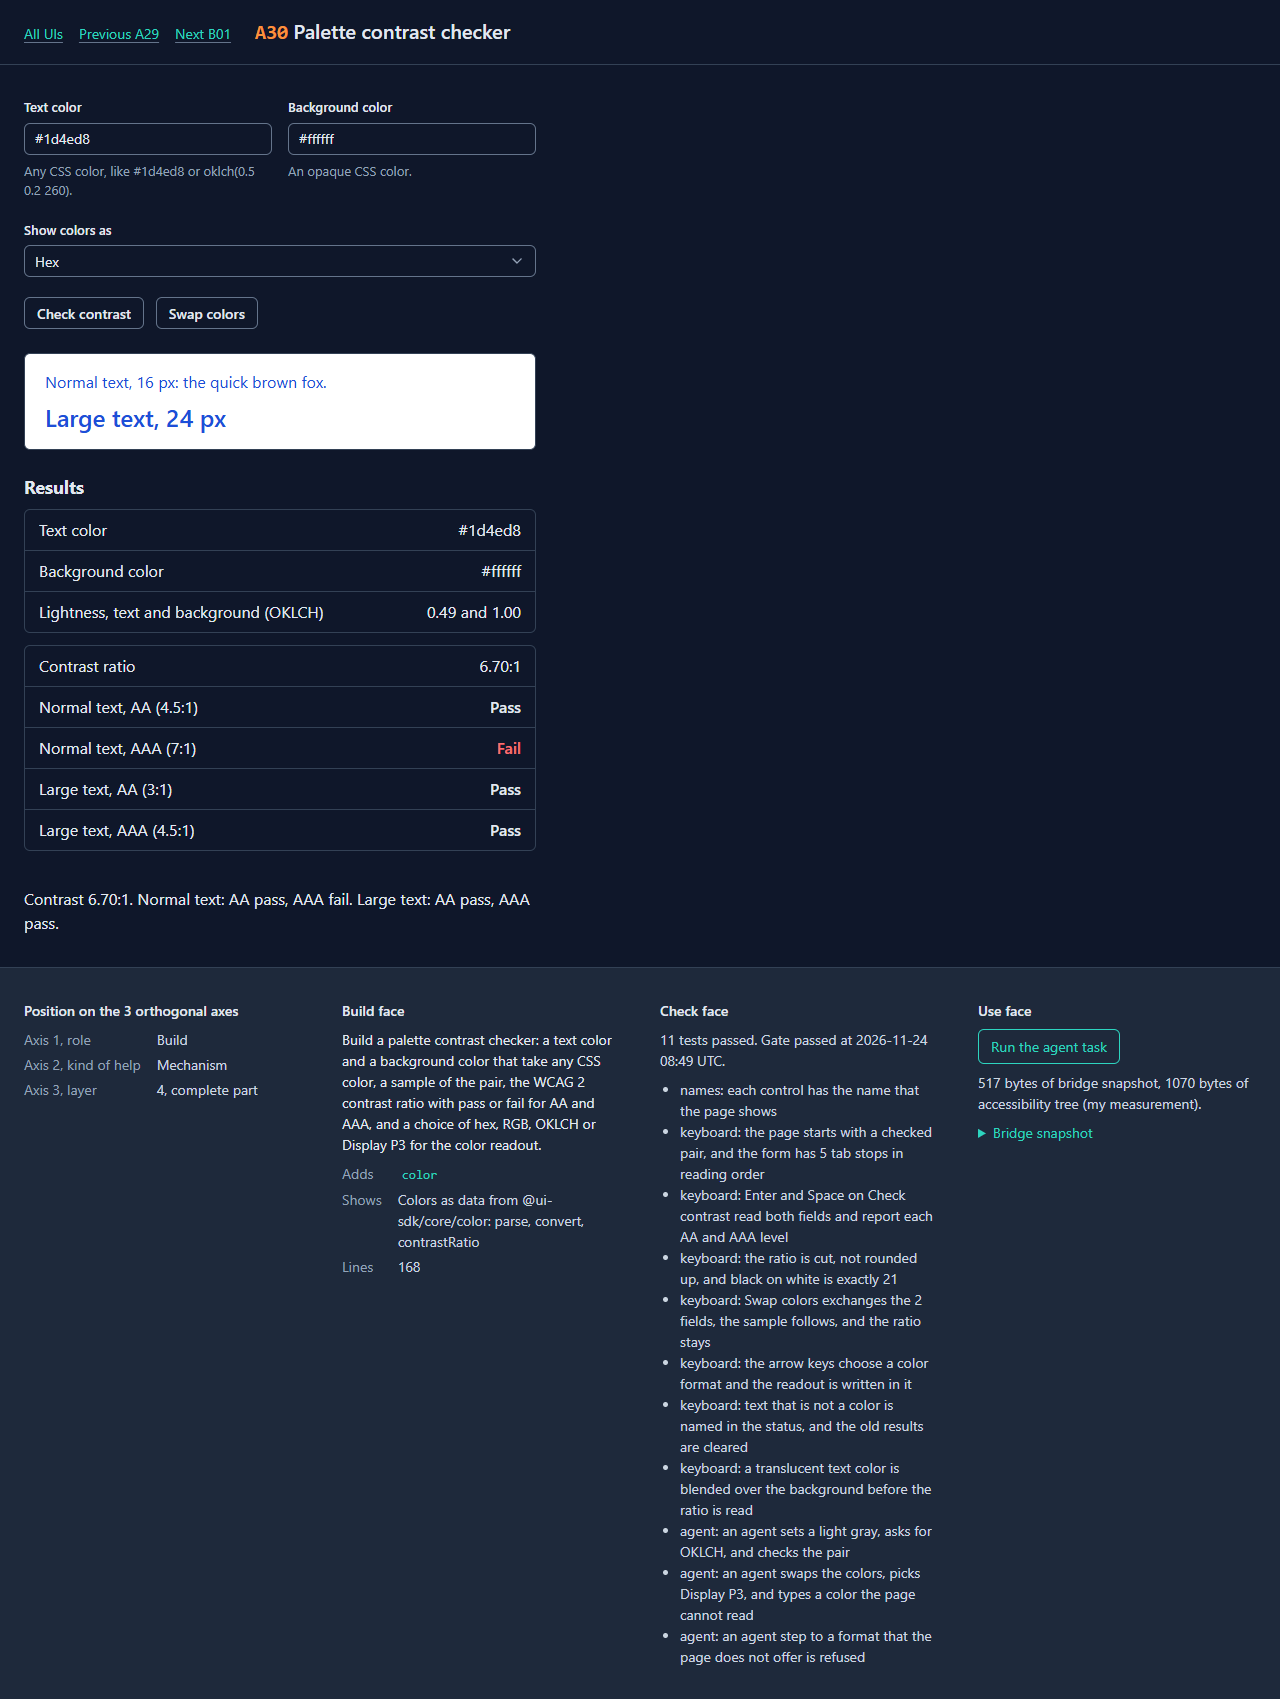 All UIs Previous A29 Next B01 A30 Palette contrast checker
Text color
#1d4ed8
Any CSS color, like #1d4ed8 or oklch(0.5
0.2 260).
Background color
#ffffff
An opaque CSS color.
Show colors as
Hex
Check contrast Swap colors
Normal text, 16 px: the quick brown fox.
Large text, 24 px
Results
Text color #1d4ed8
Background color #ffffff
Lightness, text and background (OKLCH) 0.49 and 1.00
Contrast ratio 6.70:1
Normal text, AA (4.5:1) Pass
Normal text, AAA (7:1) Fail
Large text, AA (3:1) Pass
Large text, AAA (4.5:1) Pass
Contrast 6.70:1. Normal text: AA pass, AAA fail. Large text: AA pass, AAA
pass.
Position on the 3 orthogonal axes
Axis 1, role Build
Axis 2, kind of help Mechanism
Axis 3, layer 4, complete part
Build face
Build a palette contrast checker: a text color
and a background color that take any CSS
color, a sample of the pair, the WCAG 2
contrast ratio with pass or fail for AA and
AAA, and a choice of hex, RGB, OKLCH or
Display P3 for the color readout.
Adds color
Shows Colors as data from @ui-
sdk/core/color: parse, convert,
contrastRatio
Lines 168
Check face
11 tests passed. Gate passed at 2026-11-24
08:49 UTC.
• names: each control has the name that
the page shows
• keyboard: the page starts with a checked
pair, and the form has 5 tab stops in
reading order
• keyboard: Enter and Space on Check
contrast read both fields and report each
AA and AAA level
• keyboard: the ratio is cut, not rounded
up, and black on white is exactly 21
• keyboard: Swap colors exchanges the 2
fields, the sample follows, and the ratio
stays
• keyboard: the arrow keys choose a color
format and the readout is written in it
• keyboard: text that is not a color is
named in the status, and the old results
are cleared
• keyboard: a translucent text color is
blended over the background before the
ratio is read
• agent: an agent sets a light gray, asks for
OKLCH, and checks the pair
• agent: an agent swaps the colors, picks
Display P3, and types a color the page
cannot read
• agent: an agent step to a format that the
page does not offer is refused
Use face
Run the agent task
517 bytes of bridge snapshot, 1070 bytes of
accessibility tree (my measurement).
▶ Bridge snapshot